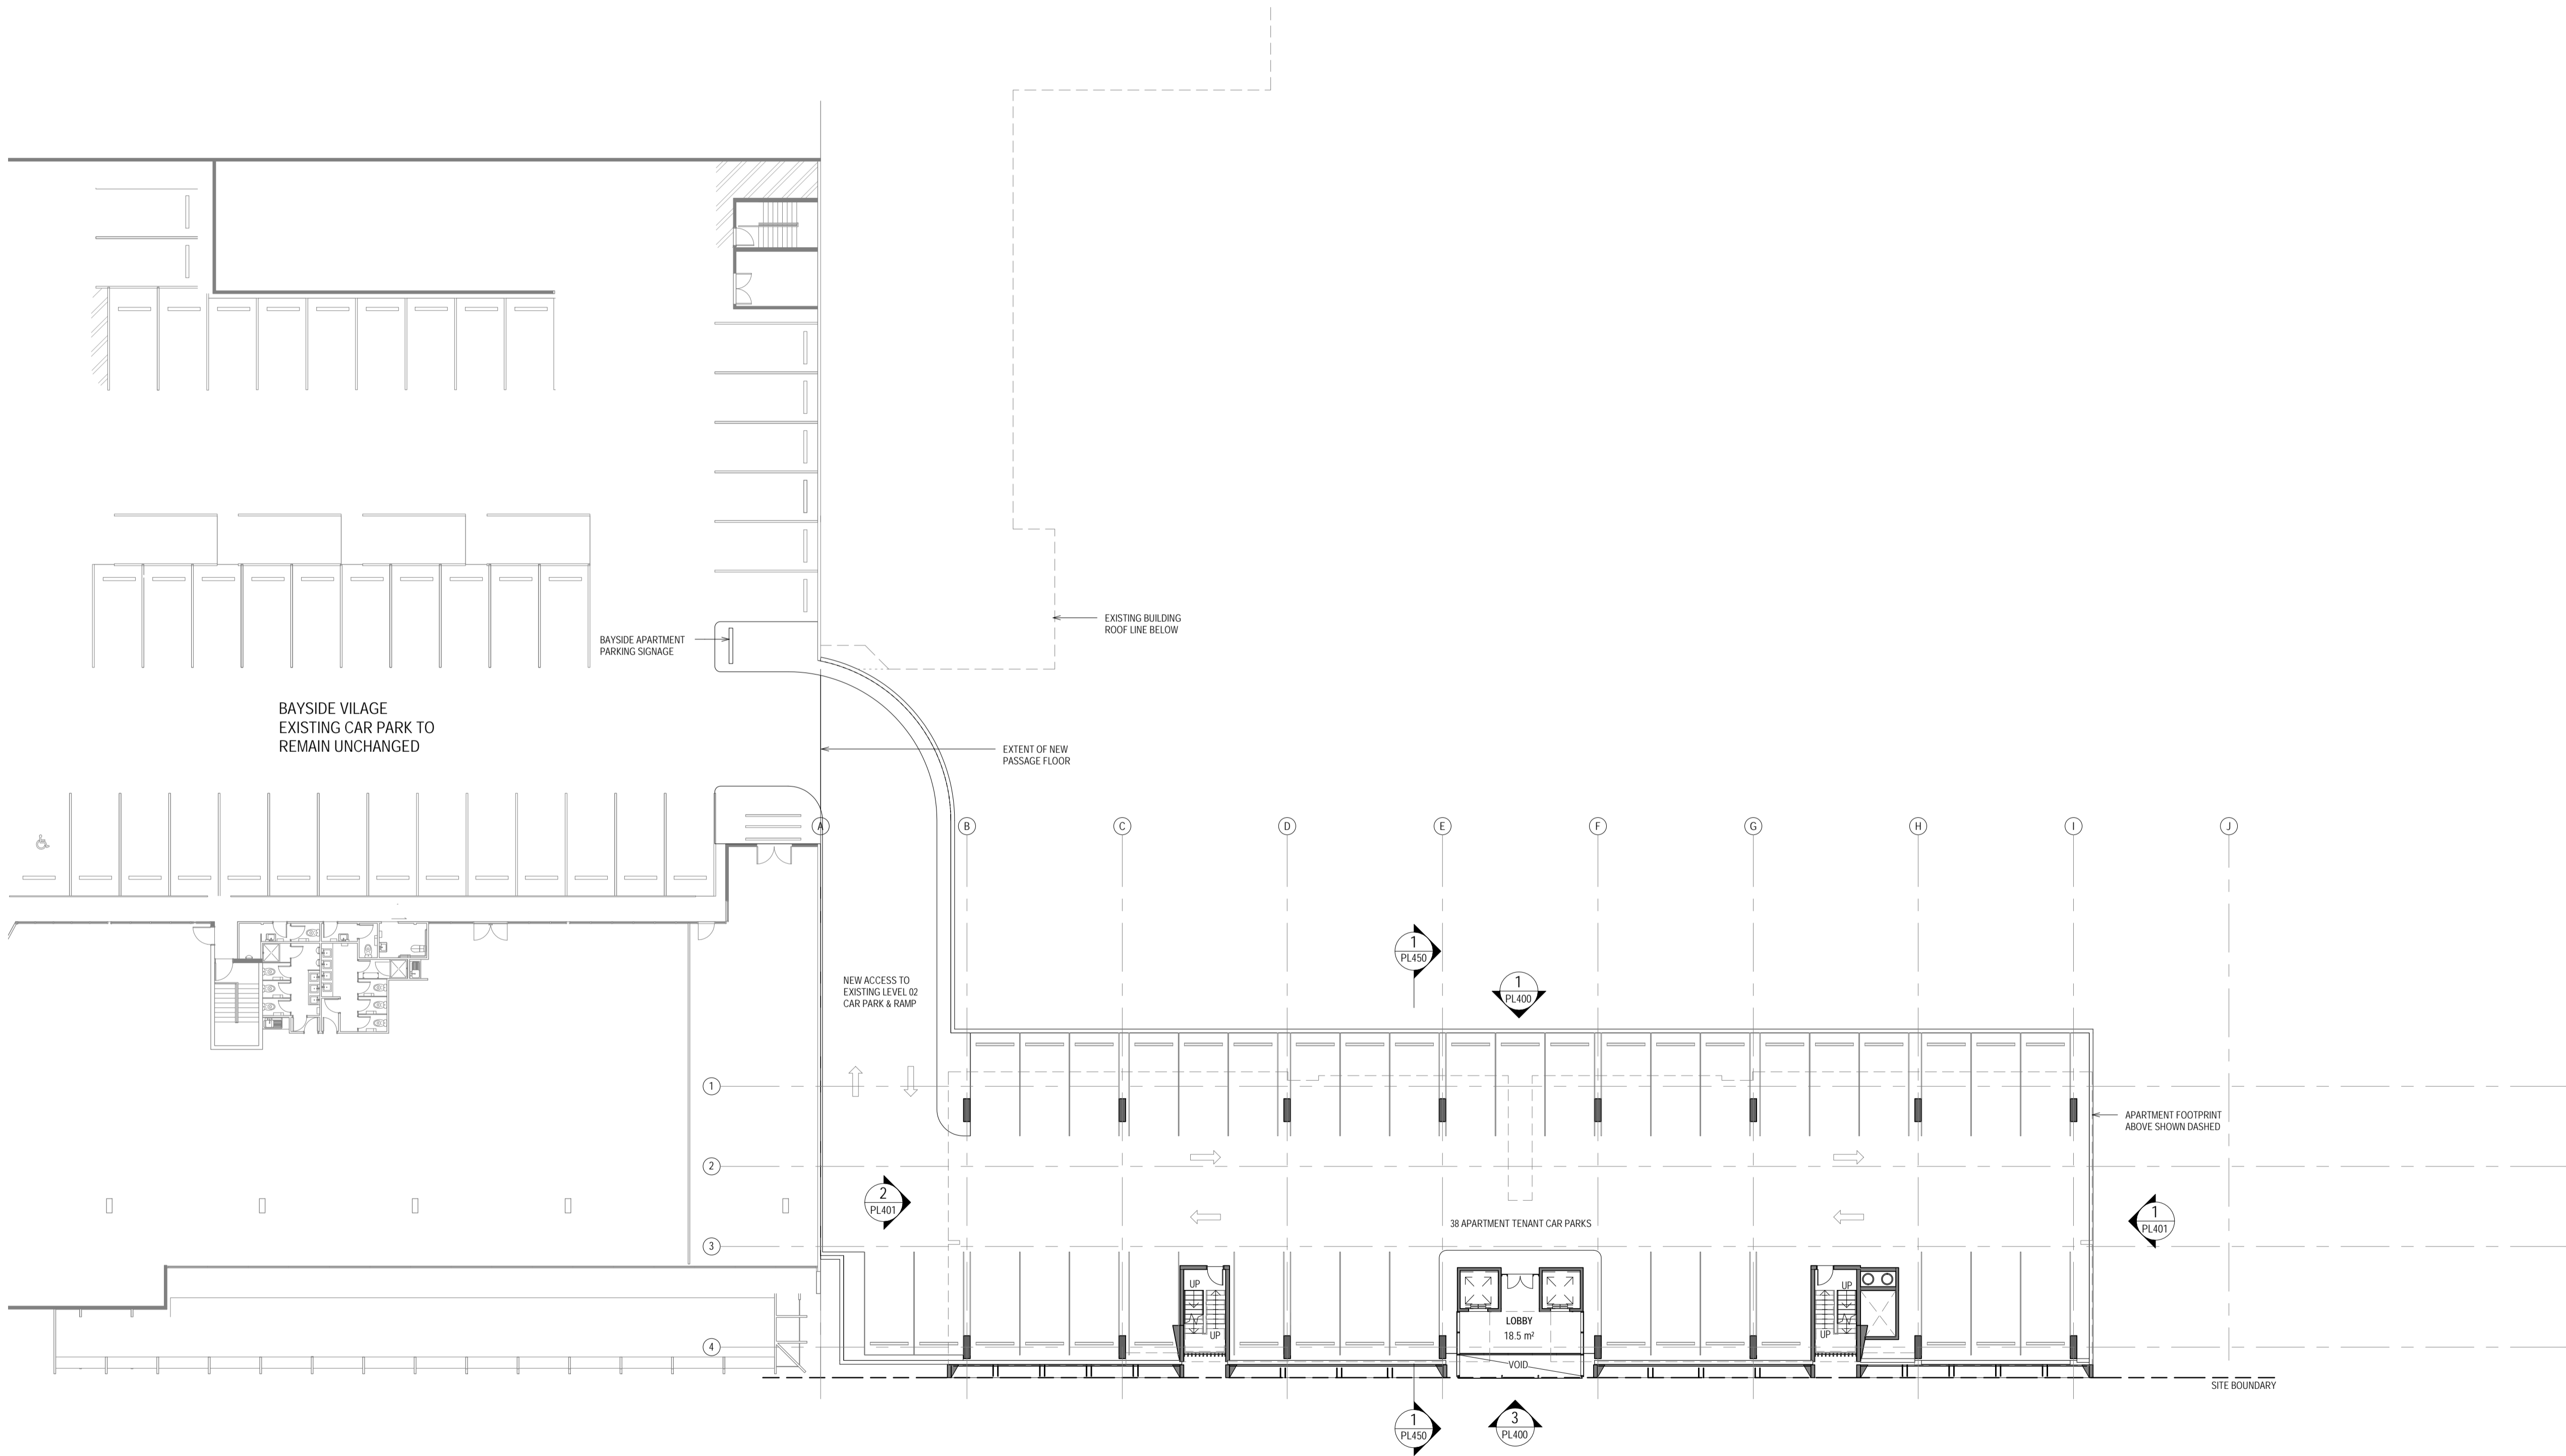 EXISTING BUILDING
ROOF LINE BELOW
BAYSIDE APARTMENT
PARKING SIGNAGE
BAYSIDE VILAGE
EXISTING CAR PARK TO
REMAIN UNCHANGED
EXTENT OF NEW
PASSAGE FLOOR
A
B
C
D
E
F
G
H
I
J
1
PL450
NEW ACCESS TO
EXISTING LEVEL 02
CAR PARK & RAMP
1
PL400
1
APARTMENT FOOTPRINT
ABOVE SHOWN DASHED
2
2
PL401
38 APARTMENT TENANT CAR PARKS
1
PL401
3
UP
UP
UP
UP
LOBBY
18.5 m²
4
VOID
SITE BOUNDARY
1
PL450
3
PL400